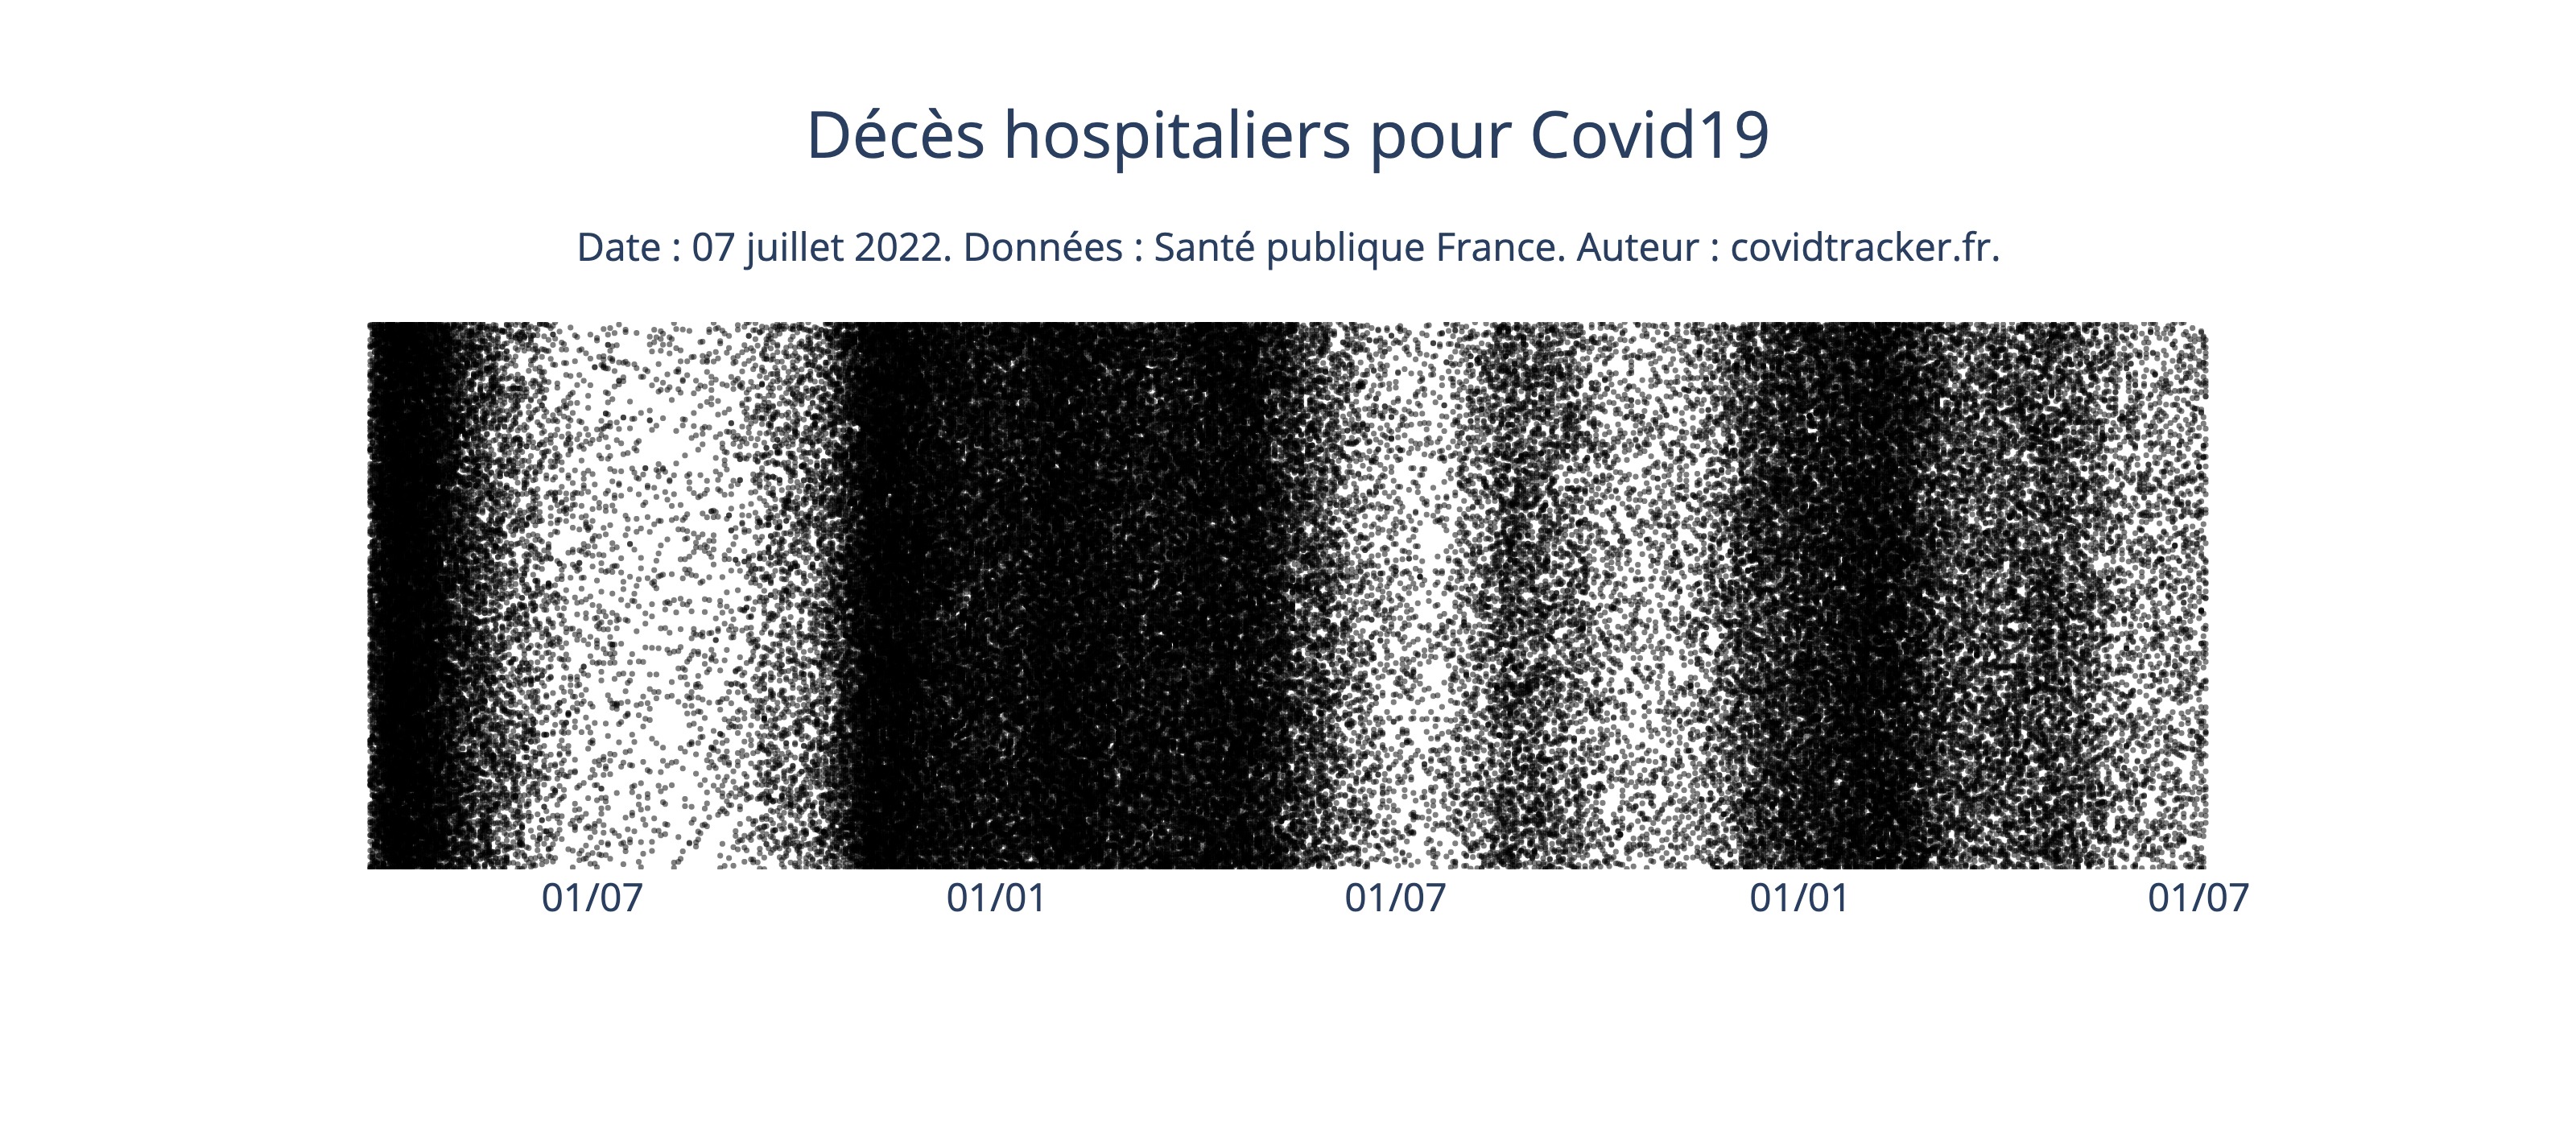 Décès hospitaliers pour Covid19
Date : 07 juillet 2022. Données : Santé publique France. Auteur : covidtracker.fr.
01/07 01/01 01/07 01/01 01/07